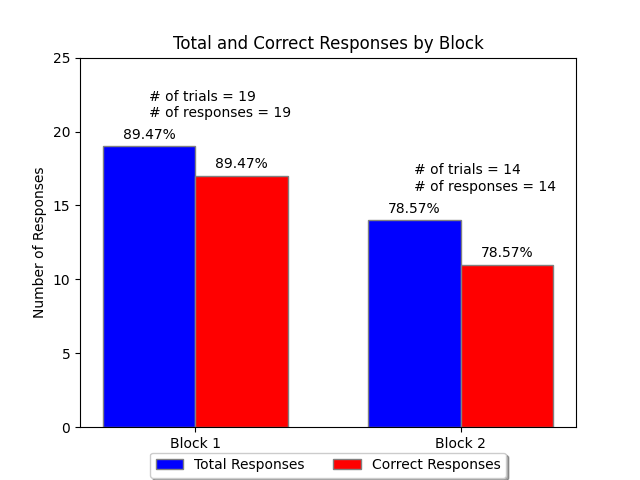 Total and Correct Responses by Block
25
20
15
10
5
0
Number of Responses
# of trials = 19
# of responses = 19
89.47%
89.47%
# of trials = 14
# of responses = 14
78.57%
78.57%
Block 1
Block 2
Total Responses
Correct Responses